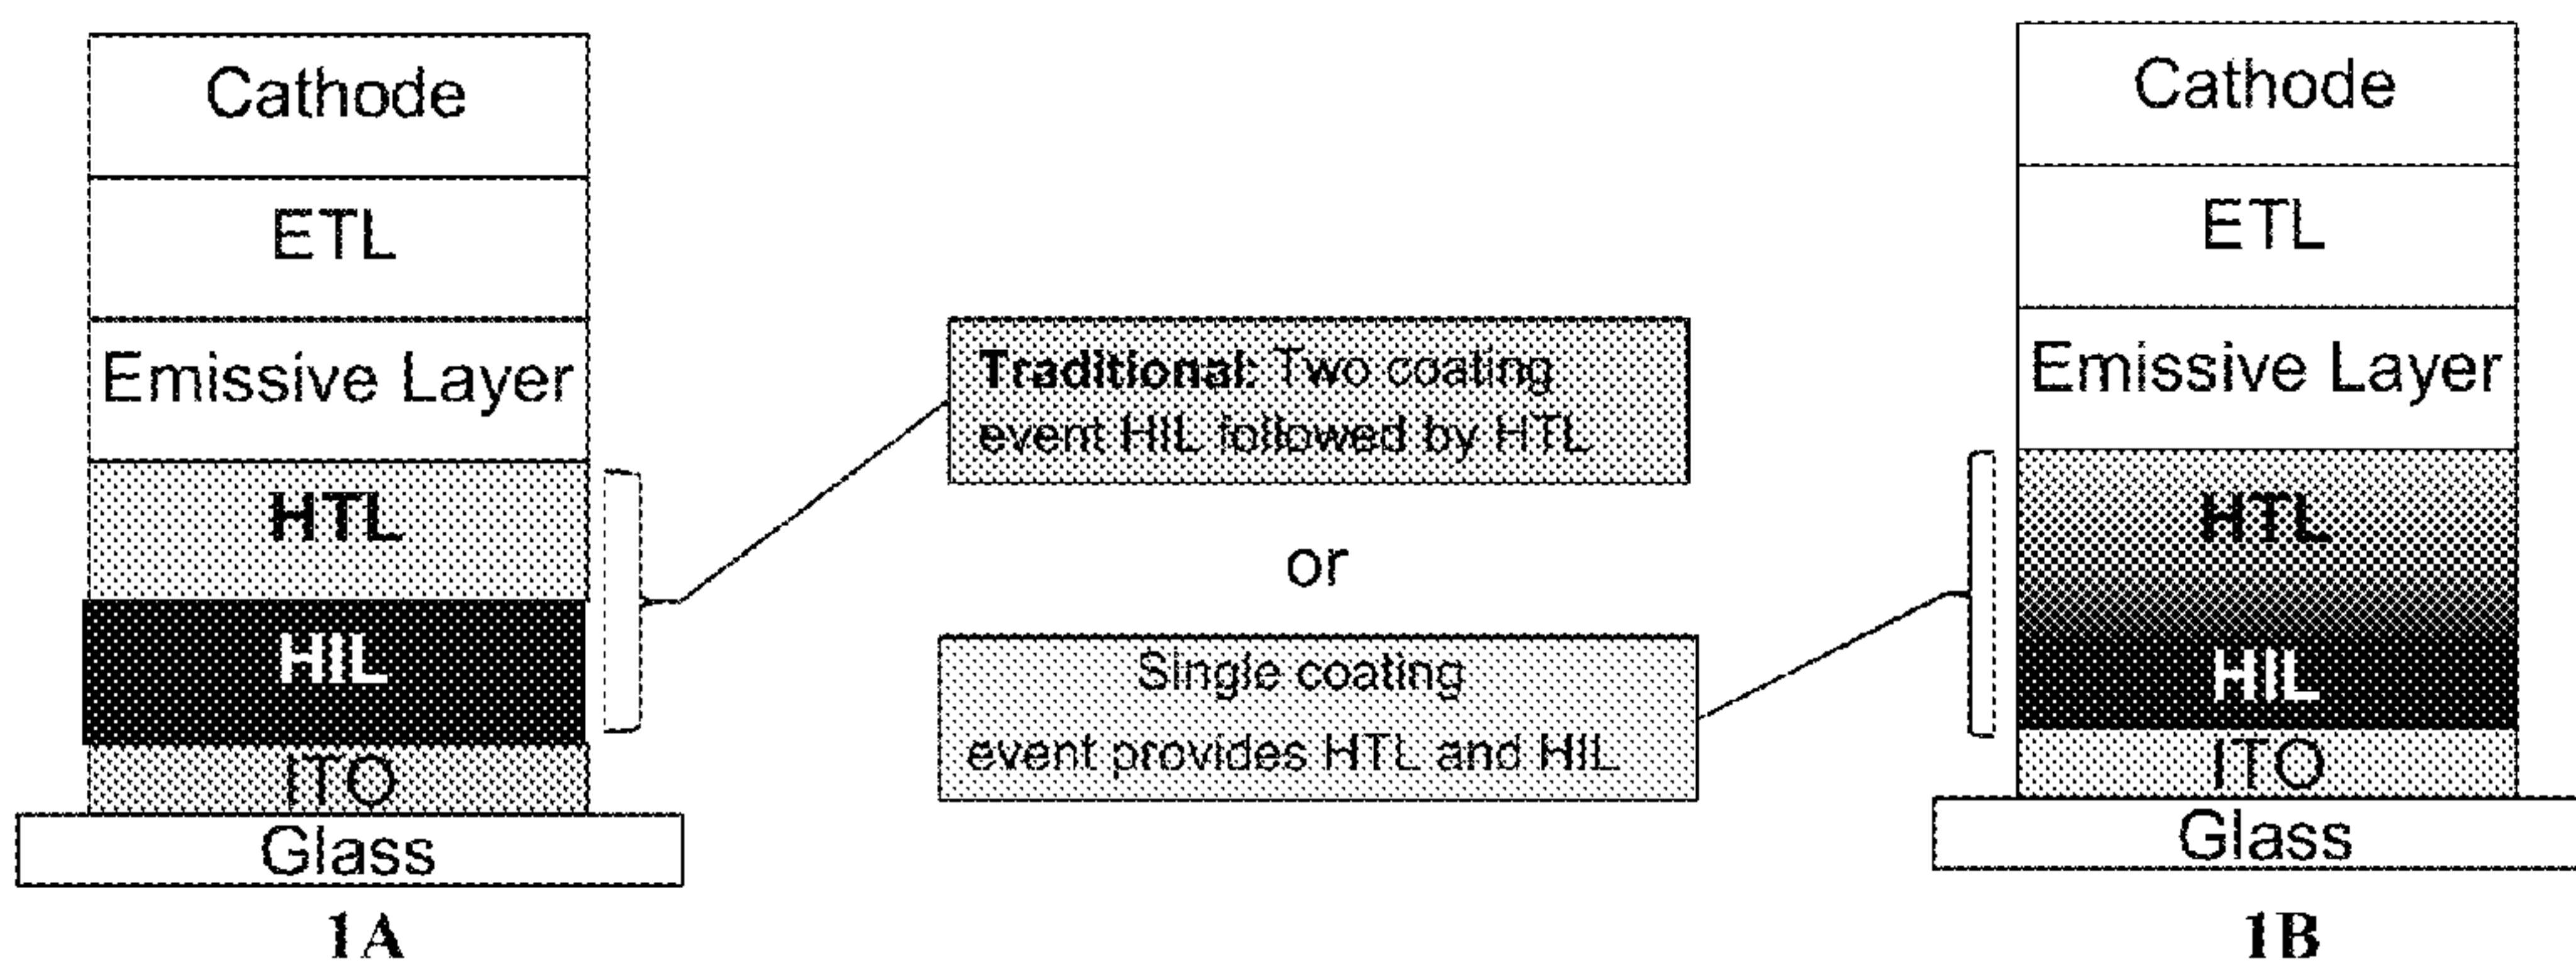 Cathode
ETL
Emissive Layer
HTL
HIL
ITO
Glass
1A
Traditional: Two coating
event HIL followed by HTL
or
Single coating
event provides HTL and HIL
Cathode
ETL
Emissive Layer
HTL
HIL
ITO
Glass
1B